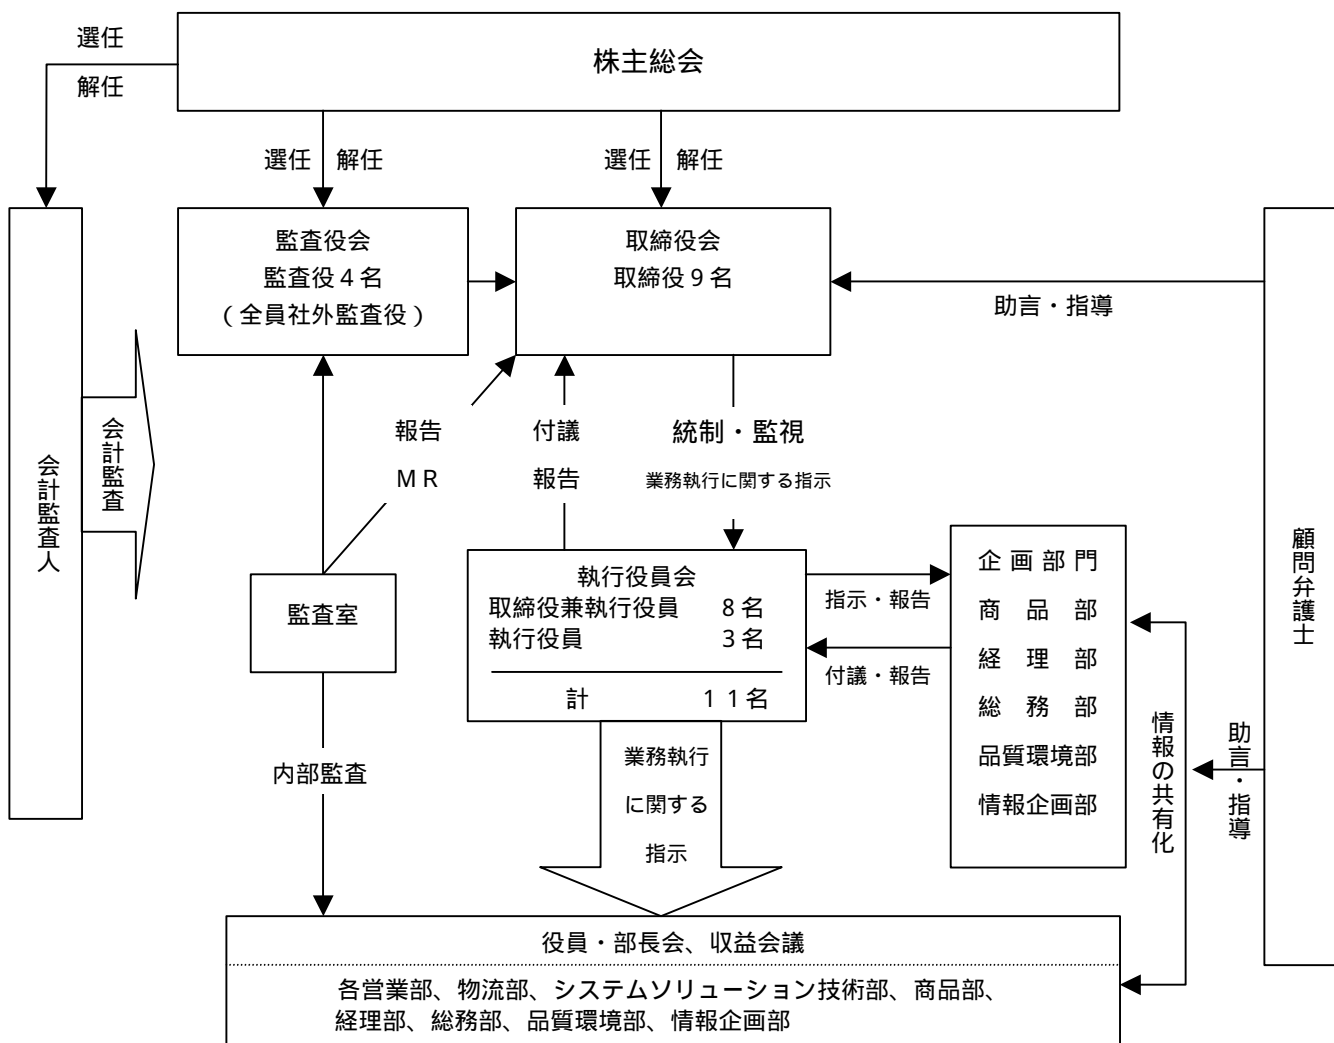 株主総会
選任
解任
選任 解任
選任 解任
監査役会
監査役4名
(全員社外監査役)
取締役会
取締役9名
助言・指導
会計監査人
会計監査
報告
MR
付議
報告
統制・監視
業務執行に関する指示
監査室
執行役員会
取締役兼執行役員 8名
執行役員 3名
計 11名
指示・報告
付議・報告
企画部門
商品部
経理部
総務部
品質環境部
情報企画部
情報の共有化
助言・指導
顧問弁護士
内部監査
業務執行
に関する
指示
役員・部長会、収益会議
各営業部、物流部、システムソリューション技術部、商品部、
経理部、総務部、品質環境部、情報企画部